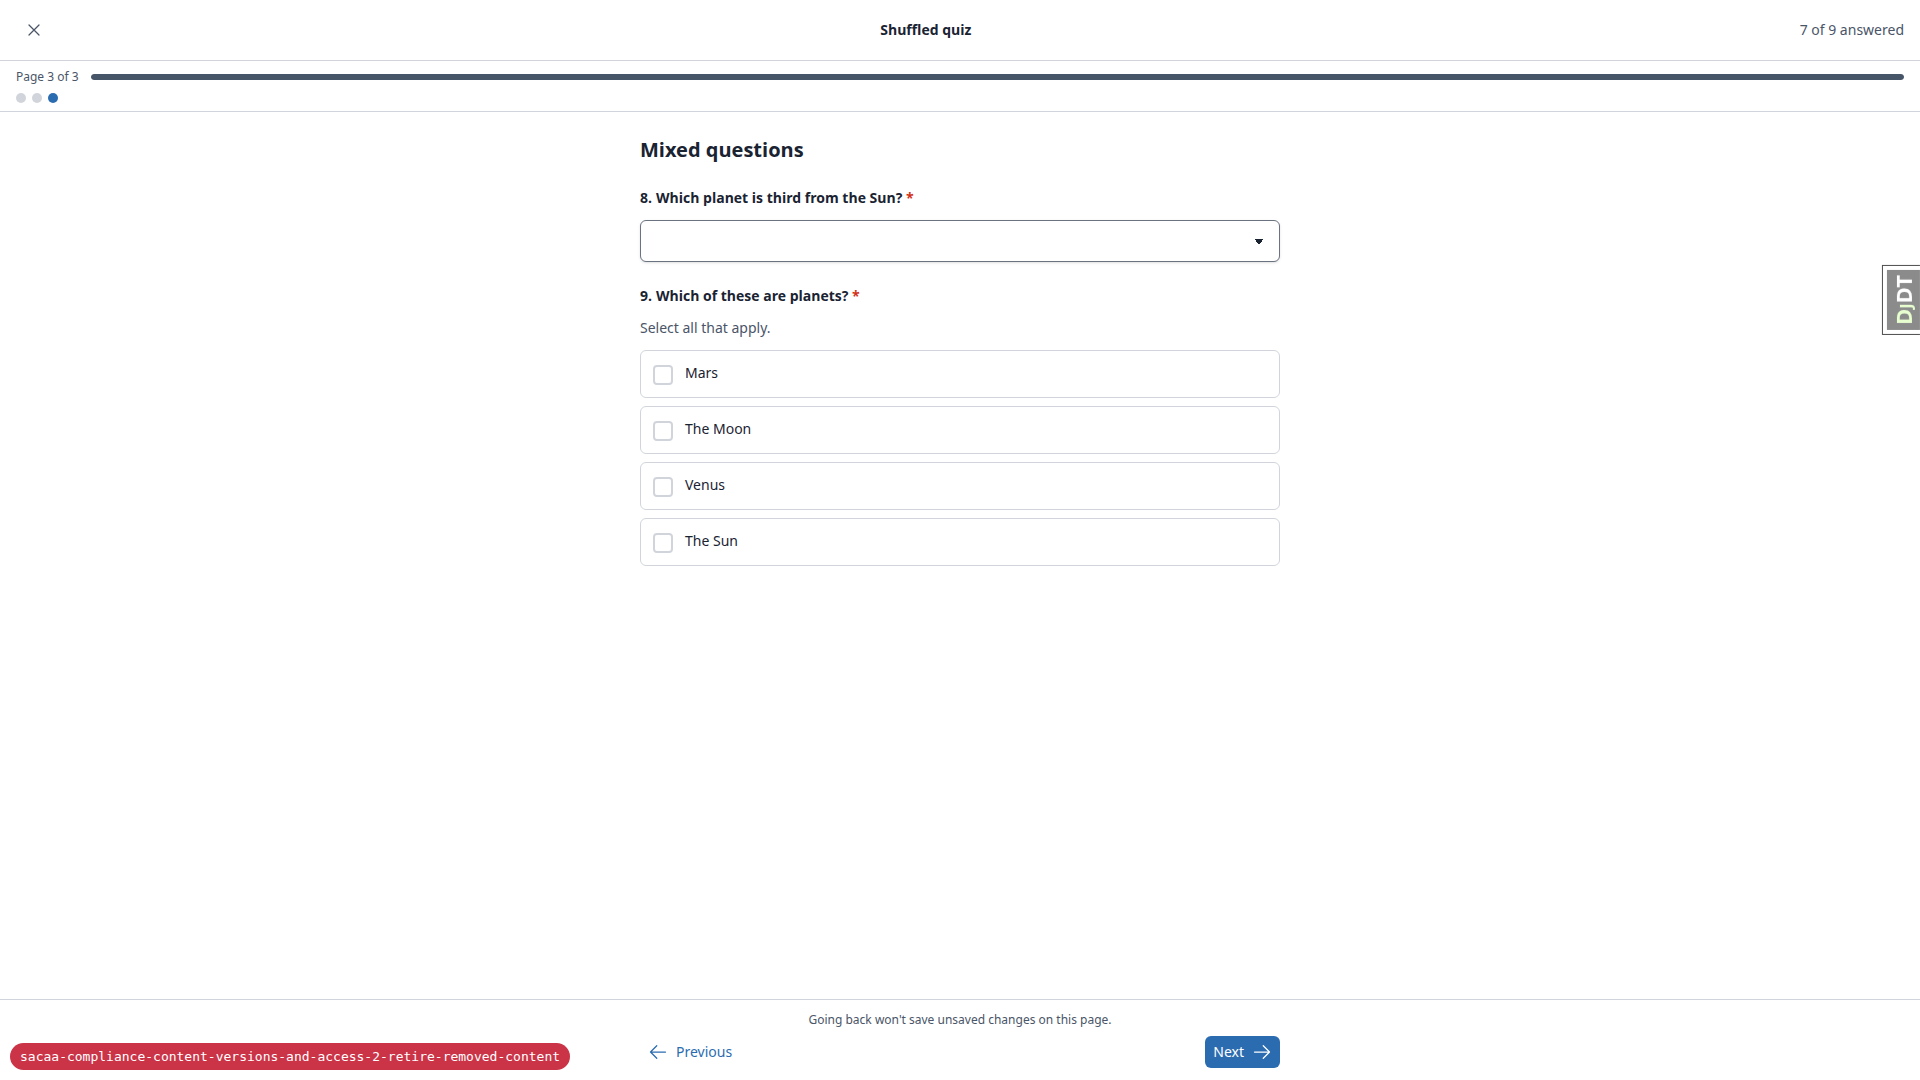 Shuffled quiz
7 of 9 answered
Page 3 of 3
Mixed questions
8. Which planet is third from the Sun? *
9. Which of these are planets? *
Select all that apply.
Mars
The Moon
Venus
The Sun
DjDT
Going back won't save unsaved changes on this page.
Previous
Next
sacaa-compliance-content-versions-and-access-2-retire-removed-content